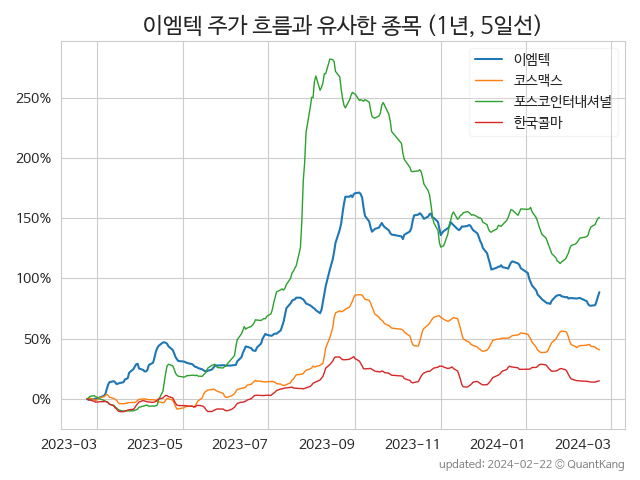 이엠텍 주가 흐름과 유사한 종목 (1년, 5일선)
이엠텍
코스맥스
포스코인터내셔널
한국콜마
250%
200%
150%
100%
50%
0%
2023-03 2023-05 2023-07 2023-09 2023-11 2024-01 2024-03
updated: 2024-02-22 © QuantKang